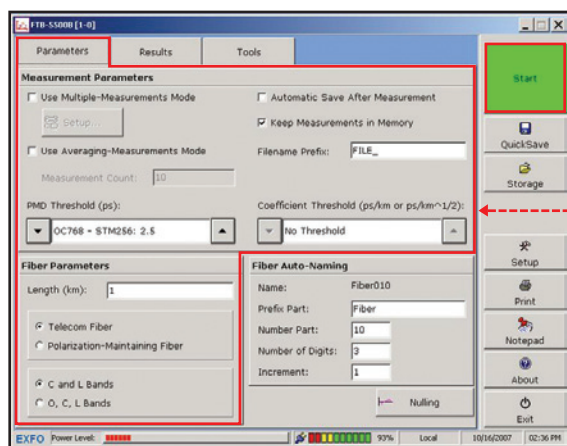 FTB-5500B [1-0]
Parameters
Results
Tools
Measurement Parameters
Use Multiple-Measurements Mode
Setup...
Use Averaging-Measurements Mode
Measurement Count: 10
PMD Threshold (ps):
OC768 - STM256: 2.5
Automatic Save After Measurement
Keep Measurements in Memory
Filename Prefix: FILE_
Coefficient Threshold (ps/km or ps/km^1/2):
No Threshold
Fiber Parameters
Length (km): 1
Telecom Fiber
Polarization-Maintaining Fiber
C and L Bands
O, C, L Bands
Fiber Auto-Naming
Name: Fiber010
Prefix Part: Fiber
Number Part: 10
Number of Digits: 3
Increment: 1
Nulling
Start
QuickSave
Storage
Setup
Print
Notepad
About
Exit
EXFO Power Level: 93% Local 10/16/2007 02:36 PM